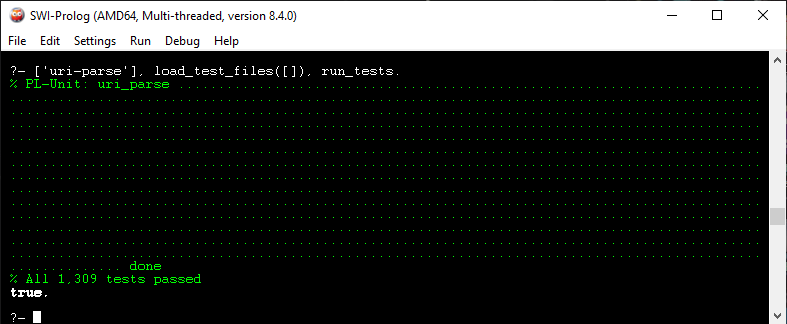 SWI-Prolog (AMD64, Multi-threaded, version 8.4.0)
File Edit Settings Run Debug Help
?- ['uri-parse'], load_test_files([]), run_tests.
% PL-Unit: uri_parse ..........................................................................
..............................................................................................
..............................................................................................
..............................................................................................
..............................................................................................
..............................................................................................
..............................................................................................
..............................................................................................
..............................................................................................
..............................................................................................
..............................................................................................
..............................................................................................
..............................................................................................
..............................................................................................
.............. done
% All 1,309 tests passed
true.
?-